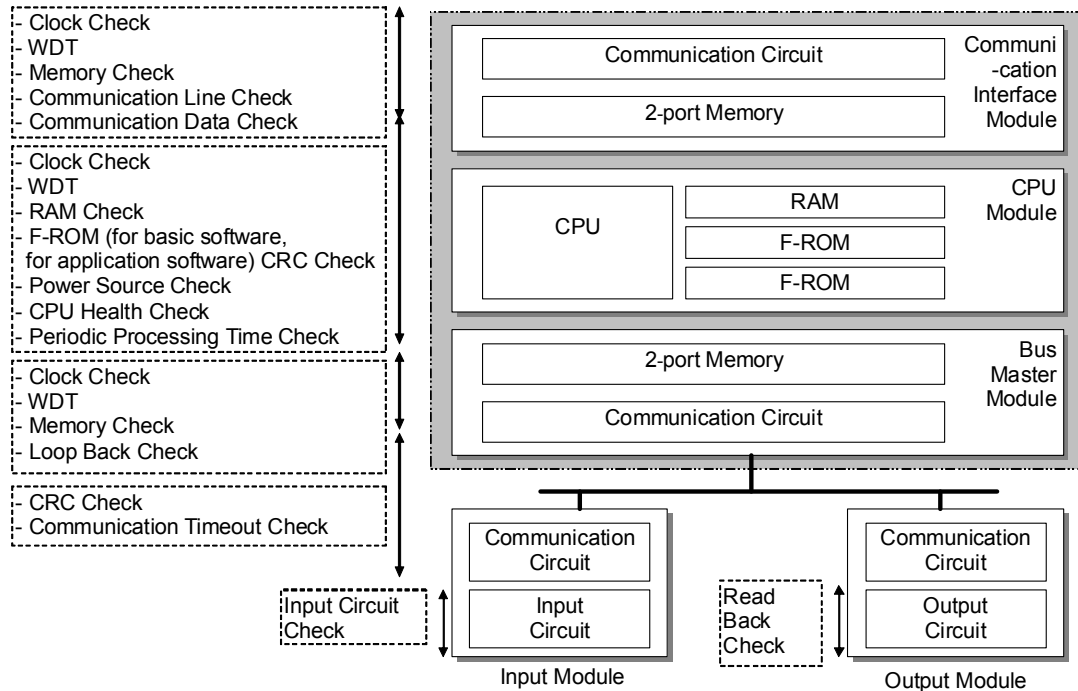 - Clock Check
- WDT
- Memory Check
- Communication Line Check
- Communication Data Check
- Clock Check
- WDT
- RAM Check
- F-ROM (for basic software,
for application software) CRC Check
- Power Source Check
- CPU Health Check
- Periodic Processing Time Check
- Clock Check
- WDT
- Memory Check
- Loop Back Check
- CRC Check
- Communication Timeout Check
Input Circuit
Check
Communication Circuit
2-port Memory
Communi
-cation
Interface
Module
CPU
RAM
F-ROM
F-ROM
CPU
Module
2-port Memory
Communication Circuit
Bus
Master
Module
Communication
Circuit
Input
Circuit
Input Module
Read
Back
Check
Communication
Circuit
Output
Circuit
Output Module